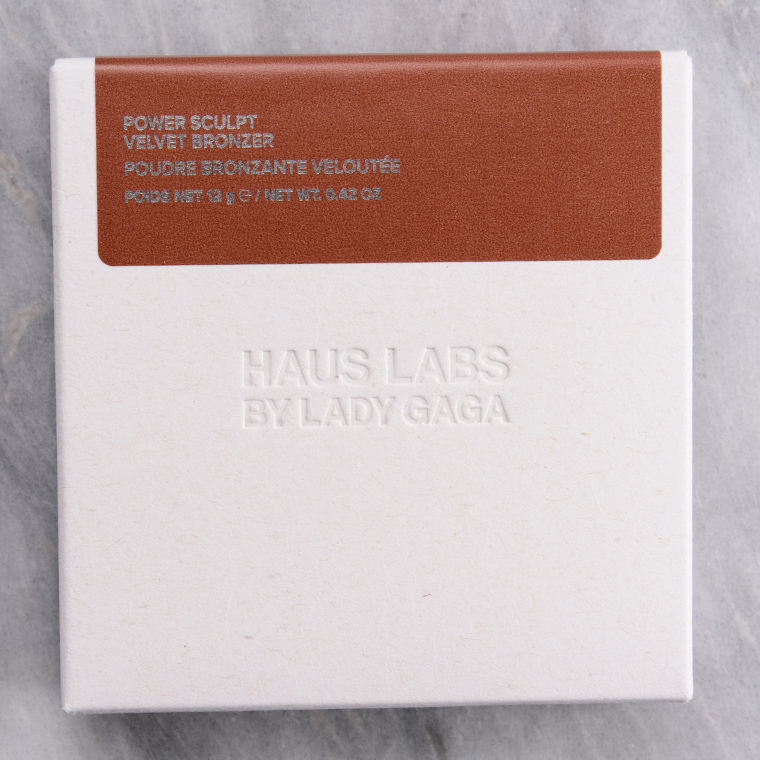 POWER SCULPT
VELVET BRONZER
POUDRE BRONZANTE VELOUTÉE
POIDS NET 12 g ℮ / NET WT. 0.42 OZ
HAUS LABS
BY LADY GAGA